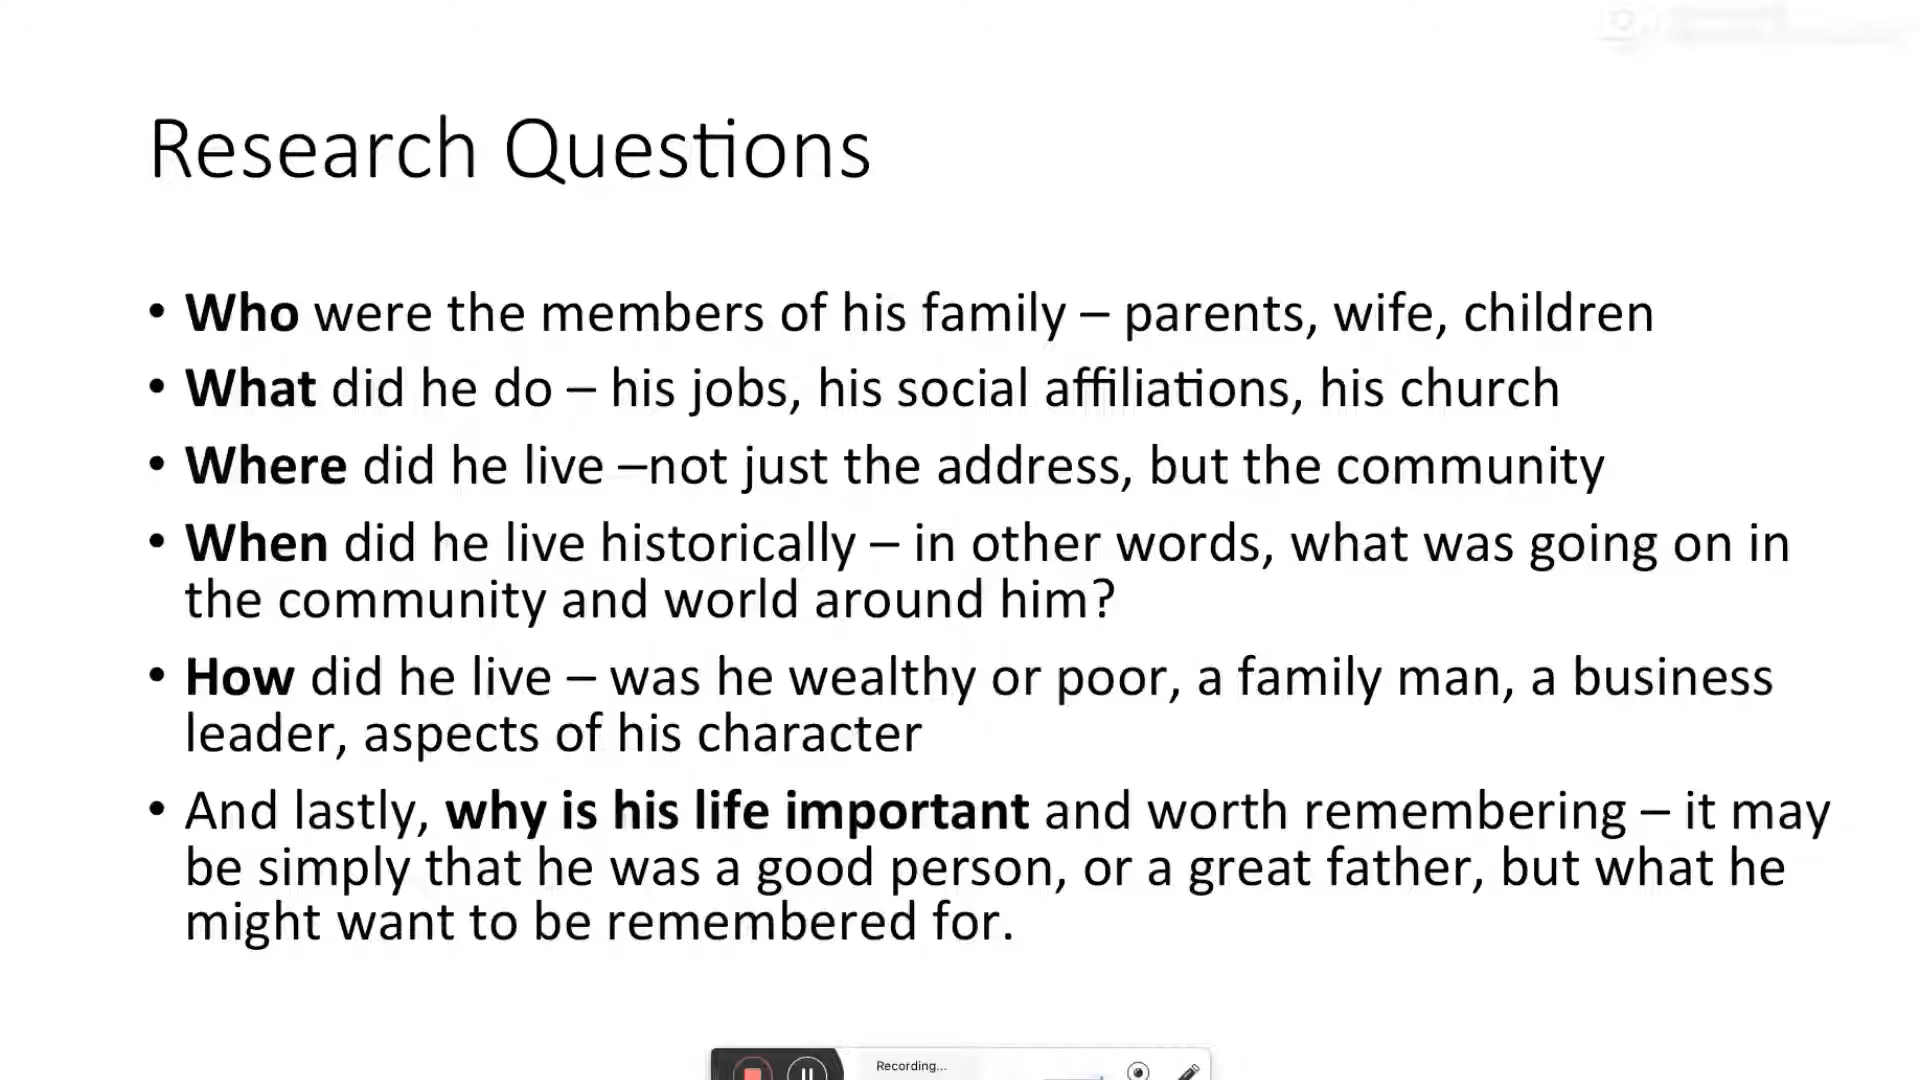 Research Questions
• Who were the members of his family – parents, wife, children
• What did he do – his jobs, his social affiliations, his church
• Where did he live –not just the address, but the community
• When did he live historically – in other words, what was going on in
the community and world around him?
• How did he live – was he wealthy or poor, a family man, a business
leader, aspects of his character
• And lastly, why is his life important and worth remembering – it may
be simply that he was a good person, or a great father, but what he
might want to be remembered for.
Recording...